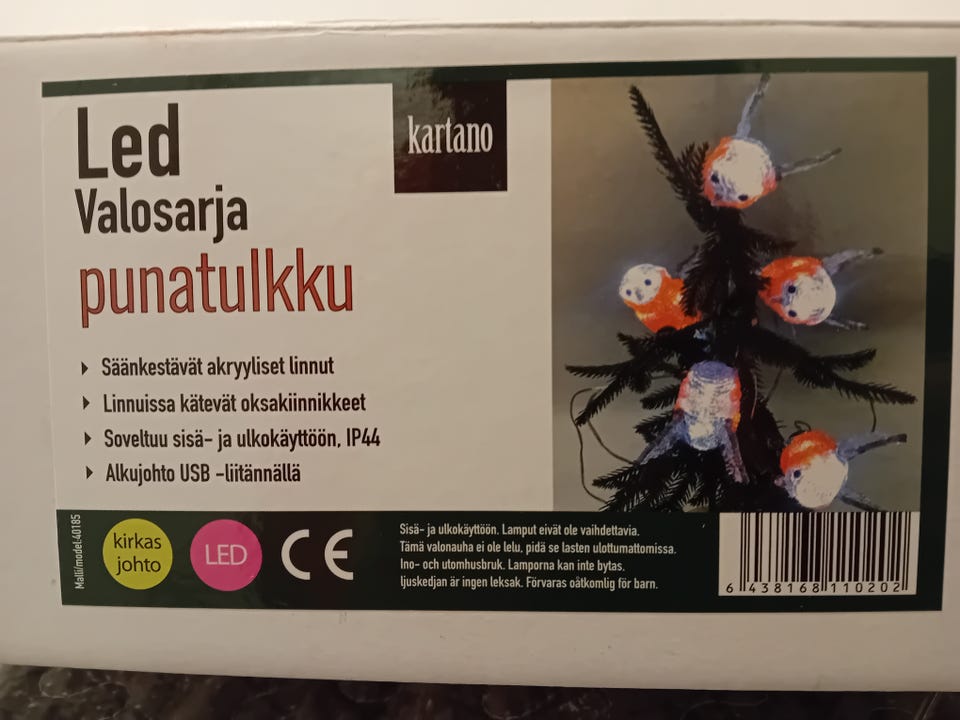 Led
Valosarja
punatulkku
kartano
Säänkestävät akryyliset linnut
Linnuissa kätevät oksakiinnikkeet
Soveltuu sisä- ja ulkokäyttöön, IP44
Alkujohto USB -liitännällä
Malli/model:40185
kirkas
johto
LED
CE
Sisä- ja ulkokäyttöön. Lamput eivät ole vaihdettavia.
Tämä valonauha ei ole lelu, pidä se lasten ulottumattomissa.
Ino- och utomhusbruk. Lamporna kan inte bytas,
ljuskedjan är ingen leksak. Förvaras oåtkomlig för barn.
6 438168 110202